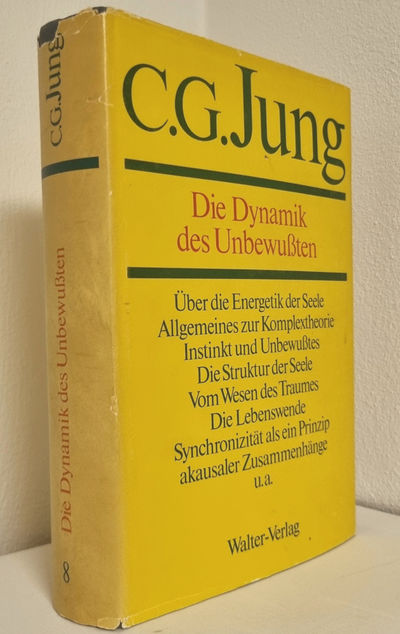 C.G.Jung
Die Dynamik des Unbewußten
8
C.G.Jung
Die Dynamik
des Unbewußten
Über die Energetik der Seele
Allgemeines zur Komplextheorie
Instinkt und Unbewußtes
Die Struktur der Seele
Vom Wesen des Traumes
Die Lebenswende
Synchronizität als ein Prinzip
akausaler Zusammenhänge
u.a.
Walter-Verlag